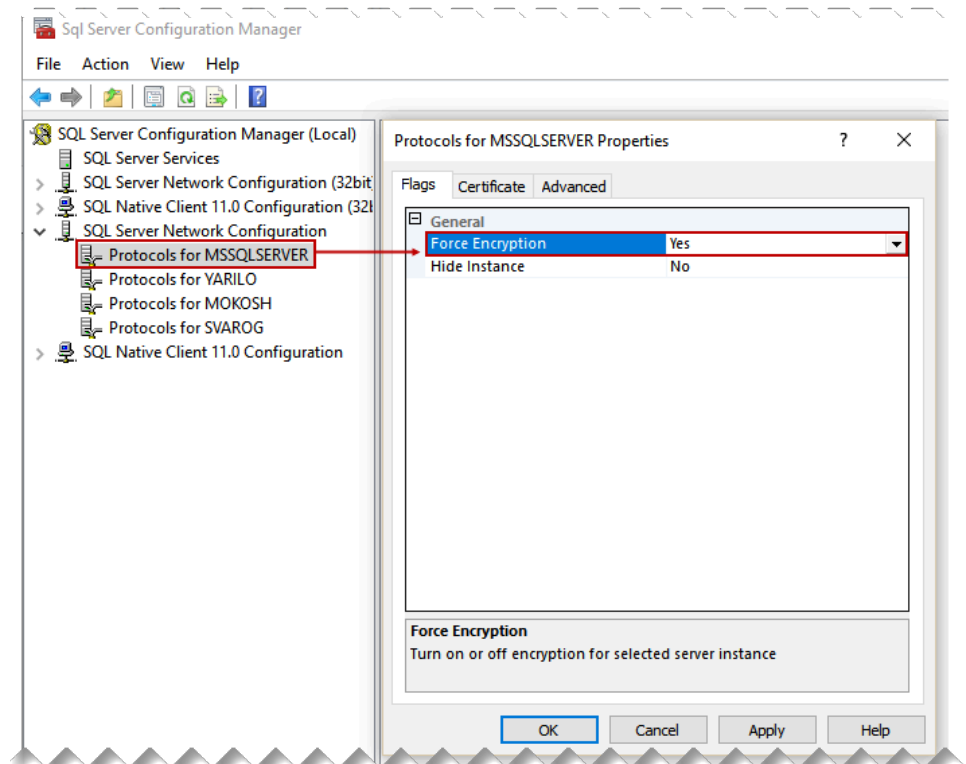 Sql Server Configuration Manager
File Action View Help
SQL Server Configuration Manager (Local)
SQL Server Services
SQL Server Network Configuration (32bit
SQL Native Client 11.0 Configuration (32
SQL Server Network Configuration
Protocols for MSSQLSERVER
Protocols for YARILO
Protocols for MOKOSH
Protocols for SVAROG
SQL Native Client 11.0 Configuration
Protocols for MSSQLSERVER Properties
Flags Certificate Advanced
General
Force Encryption Yes
Hide Instance No
Force Encryption
Turn on or off encryption for selected server instance
OK Cancel Apply Help